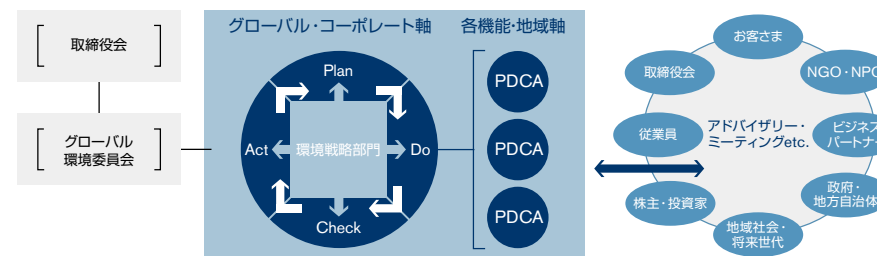 取締役会
グローバル
環境委員会
グローバル・コーポレート軸
Plan
Act
環境戦略部門
Do
Check
各機能・地域軸
PDCA
PDCA
PDCA
お客さま
取締役会
NGO・NPO
従業員
アドバイザリー・
ミーティングetc.
ビジネス
パートナー
株主・投資家
政府・
地方自治体
地域社会・
将来世代